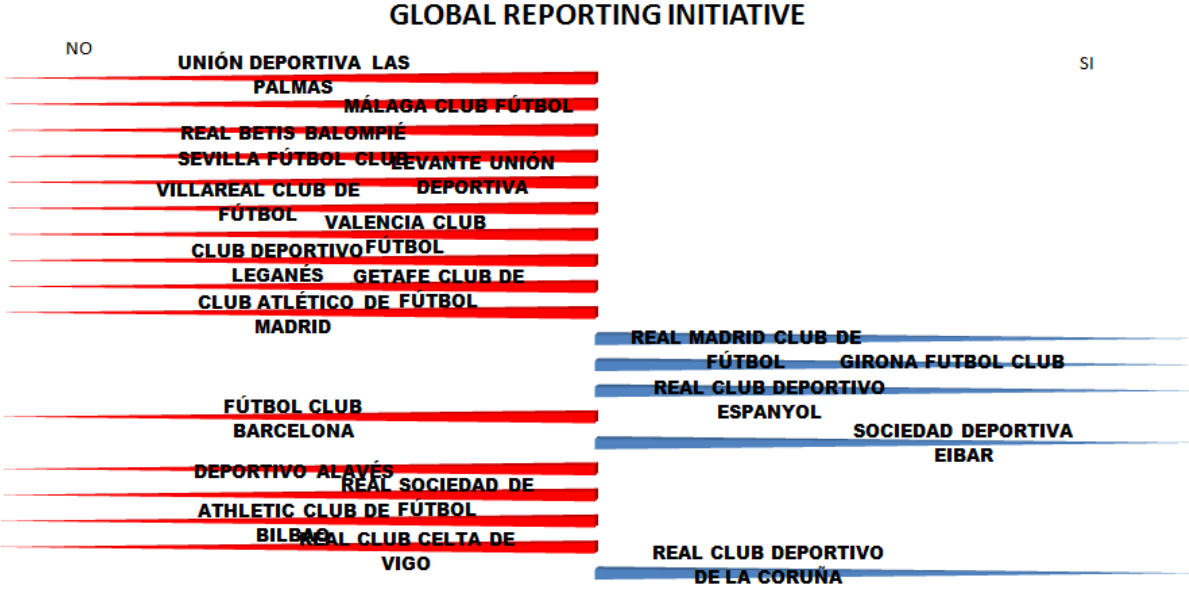 GLOBAL REPORTING INITIATIVE
NO
SI
UNIÓN DEPORTIVA LAS
PALMAS
MÁLAGA CLUB FÚTBOL
REAL BETIS BALOMPIÉ
SEVILLA FÚTBOL CLUB
LEVANTE UNIÓN
DEPORTIVA
VILLAREAL CLUB DE
FÚTBOL
VALENCIA CLUB
FÚTBOL
CLUB DEPORTIVO
LEGANÉS
GETAFE CLUB DE
FÚTBOL
CLUB ATLÉTICO DE
MADRID
REAL MADRID CLUB DE
FÚTBOL
GIRONA FUTBOL CLUB
REAL CLUB DEPORTIVO
ESPANYOL
FÚTBOL CLUB
BARCELONA
SOCIEDAD DEPORTIVA
EIBAR
DEPORTIVO ALAVÉS
REAL SOCIEDAD DE
FÚTBOL
ATHLETIC CLUB DE
BILBAO
REAL CLUB CELTA DE
VIGO
REAL CLUB DEPORTIVO
DE LA CORUÑA